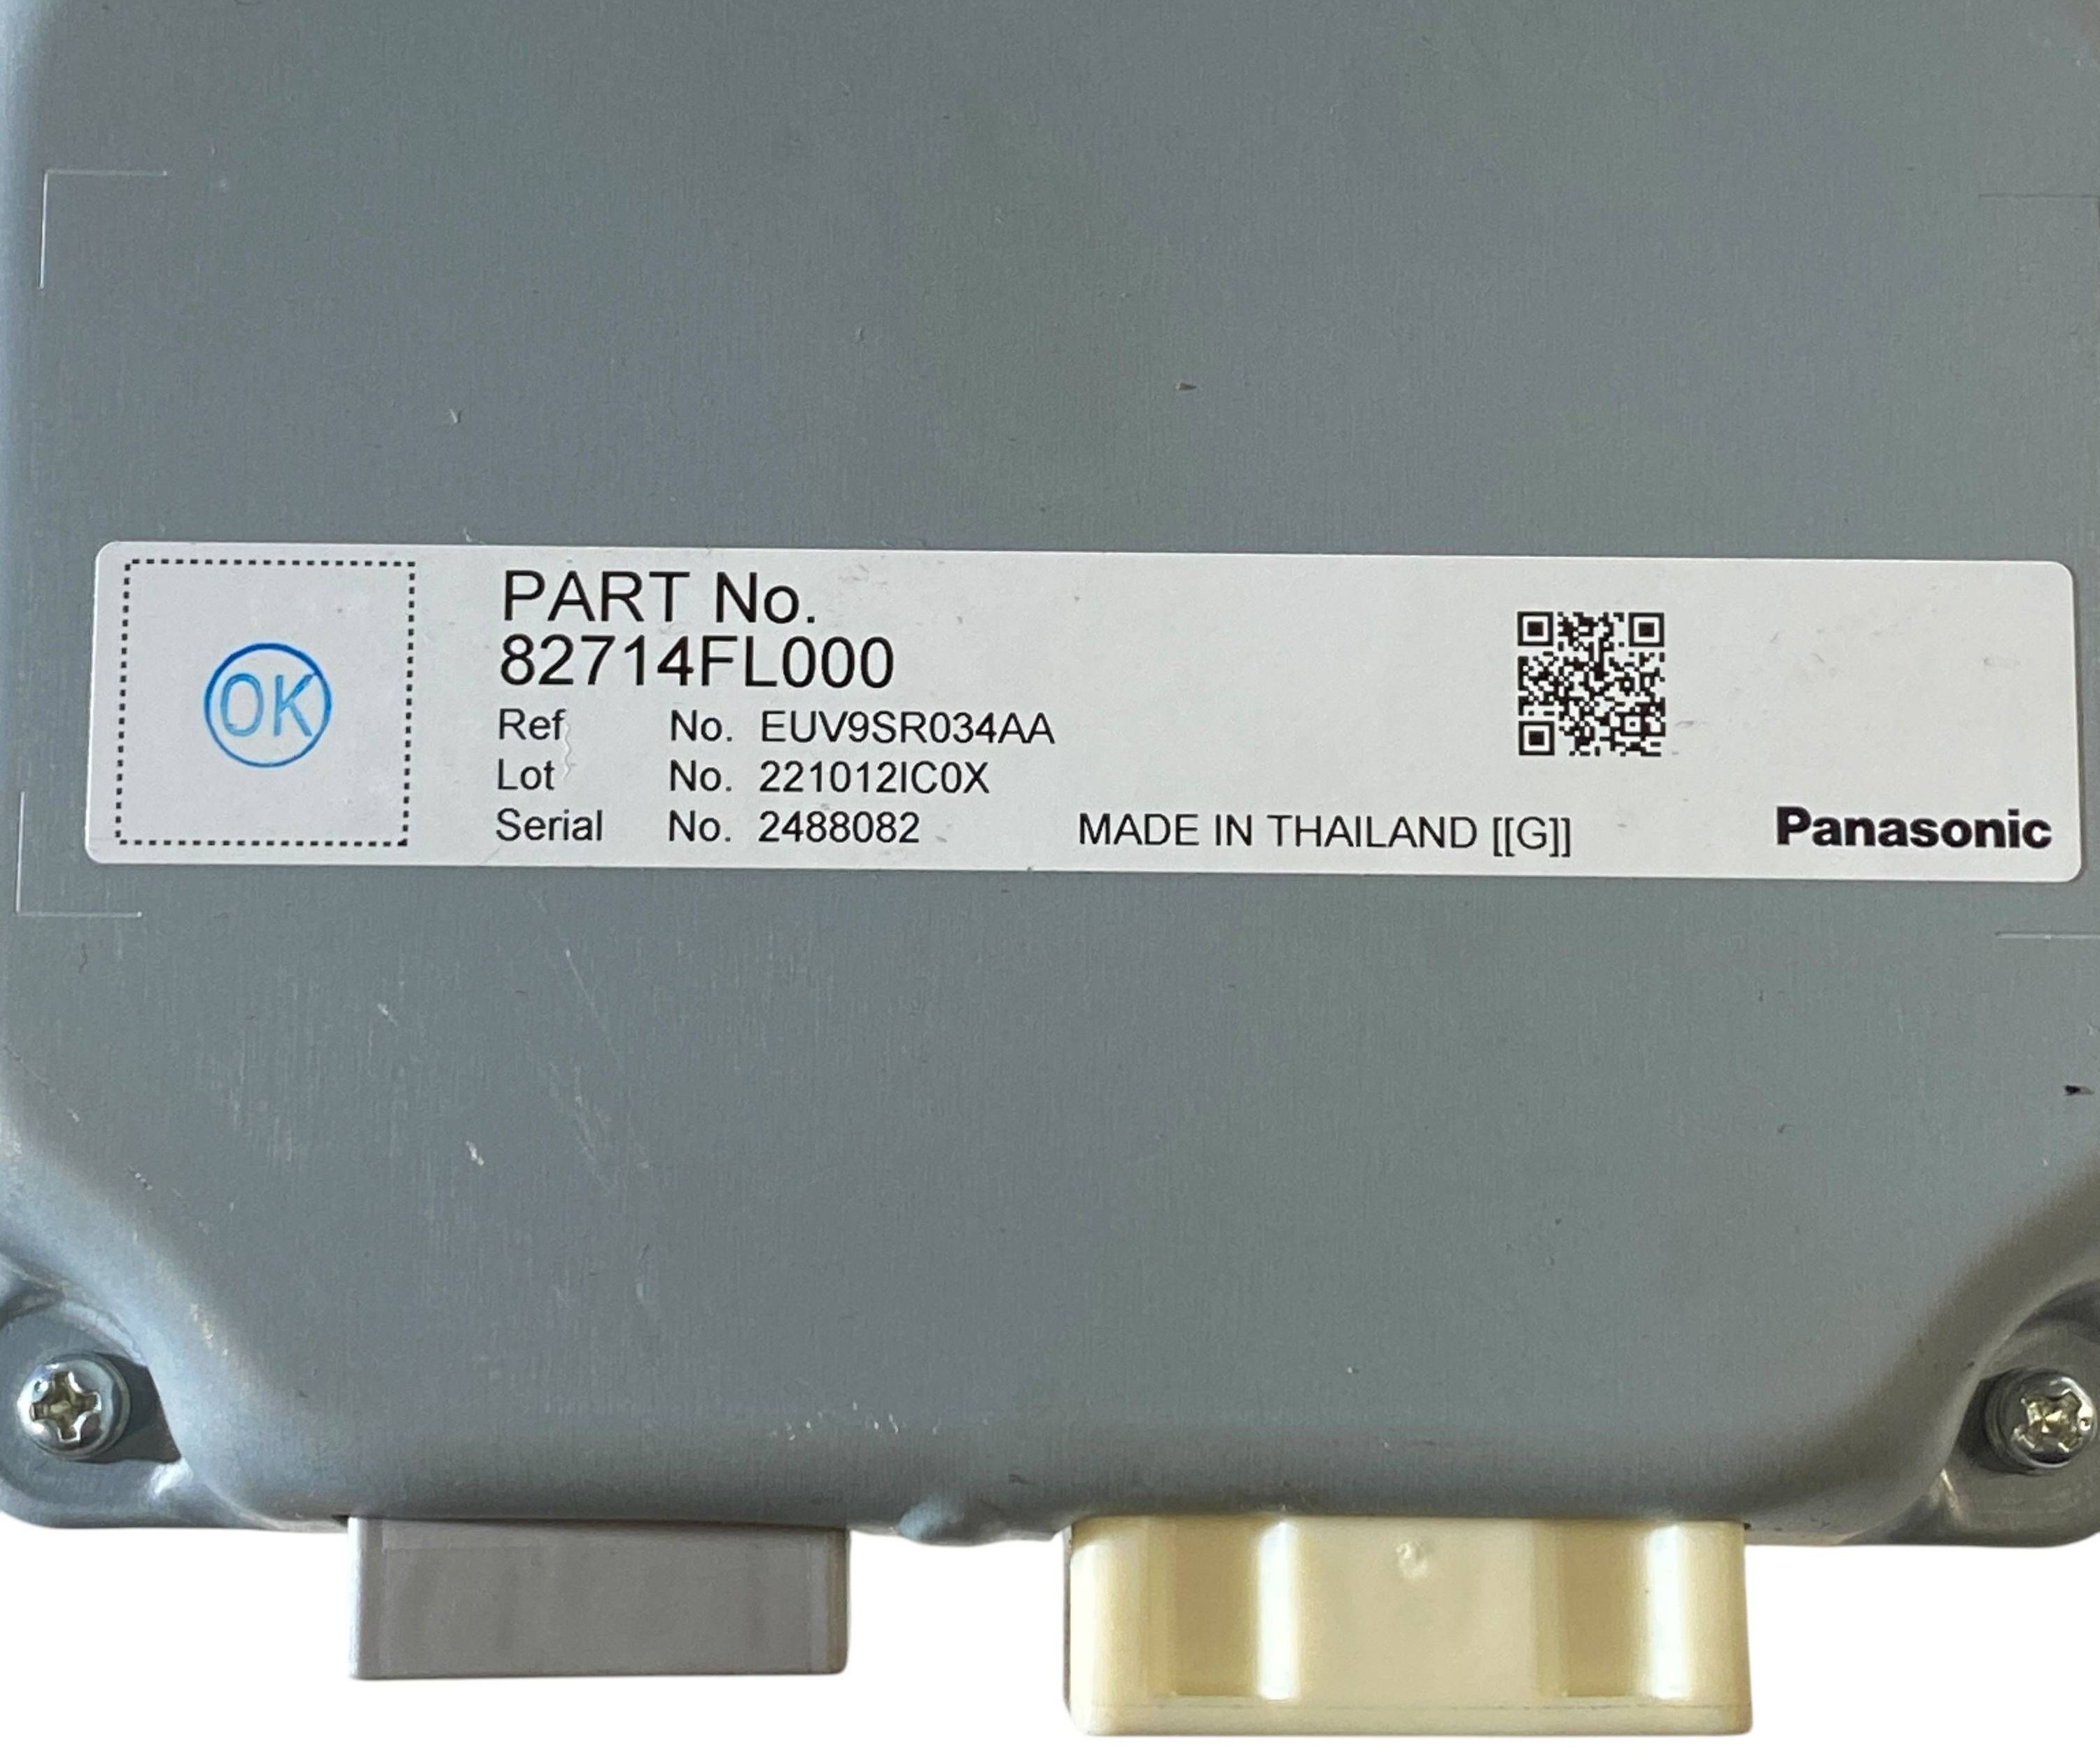 OK
PART No.
82714FL000
Ref No. EUV9SR034AA
Lot No. 221012IC0X
Serial No. 2488082
MADE IN THAILAND [[G]]
Panasonic